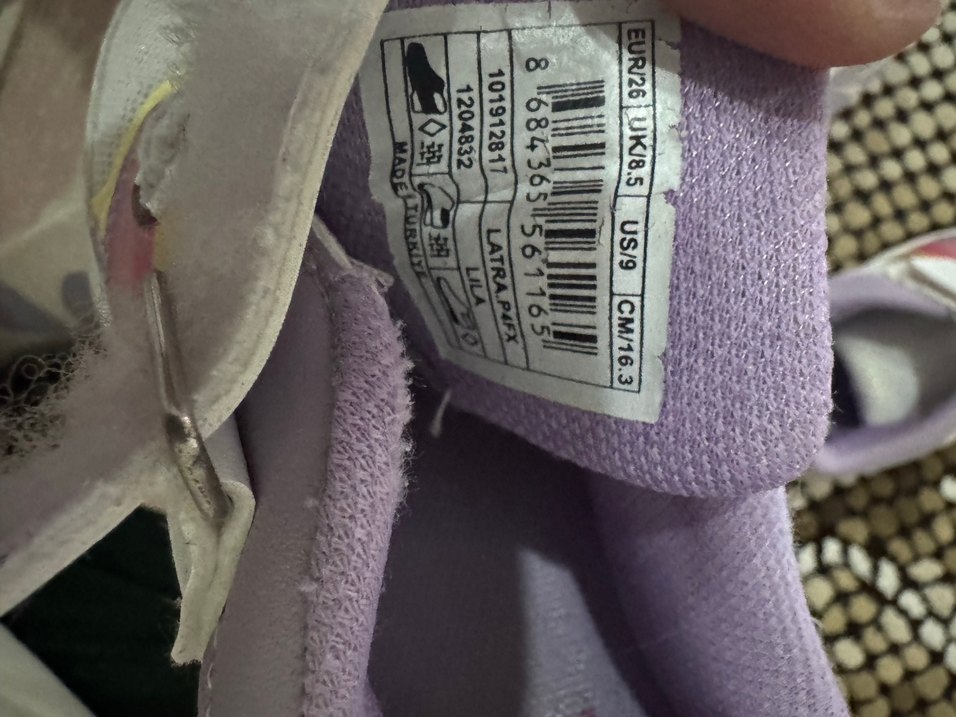 EUR/26 UK/8.5 US/9 CM/16.3
8 684365 561165
101912817 LATRA.P4FX
1204832 LILA
MADE TURKIYE